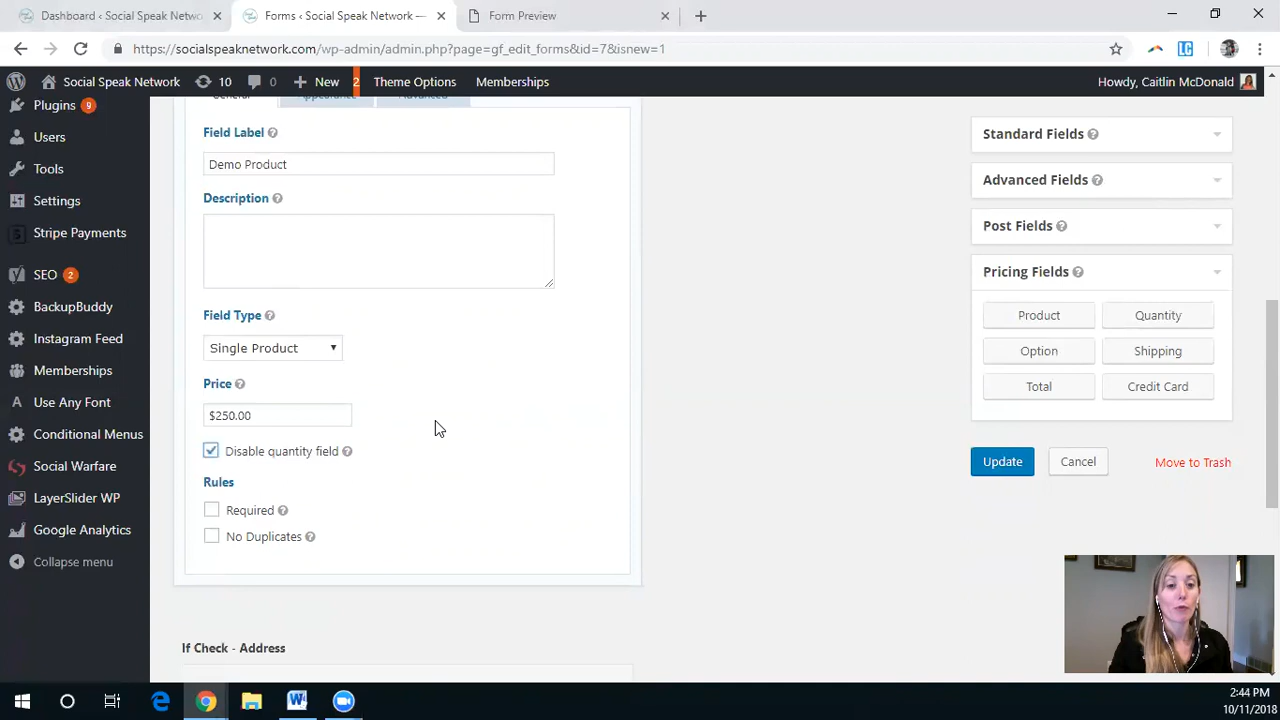 Dashboard ‹ Social Speak Netwo
Forms ‹ Social Speak Network —
Form Preview
https://socialspeaknetwork.com/wp-admin/admin.php?page=gf_edit_forms&id=7&isnew=1
Social Speak Network
10
0
New
2
Theme Options
Memberships
Howdy, Caitlin McDonald
Plugins 9
Users
Tools
Settings
Stripe Payments
SEO 2
BackupBuddy
Instagram Feed
Memberships
Use Any Font
Conditional Menus
Social Warfare
LayerSlider WP
Google Analytics
Collapse menu
General
Appearance
Advanced
Field Label
Demo Product
Description
Field Type
Single Product
Price
$250.00
Disable quantity field
Rules
Required
No Duplicates
If Check - Address
Standard Fields
Advanced Fields
Post Fields
Pricing Fields
Product
Quantity
Option
Shipping
Total
Credit Card
Update
Cancel
Move to Trash
2:44 PM
10/11/2018